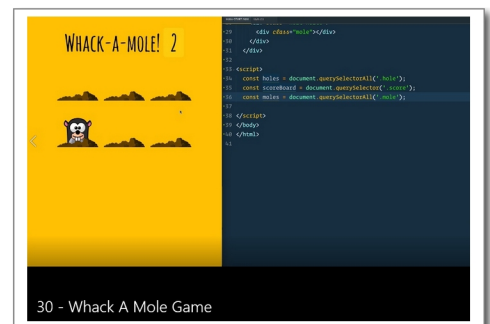 WHACK-A-MOLE! 2
<div class="mole"></div>
</div>
</div>
<script>
const holes = document.querySelectorAll('.hole');
const scoreBoard = document.querySelector('.score');
const moles = document.querySelectorAll('.mole');
</script>
</body>
</html>
30 - Whack A Mole Game